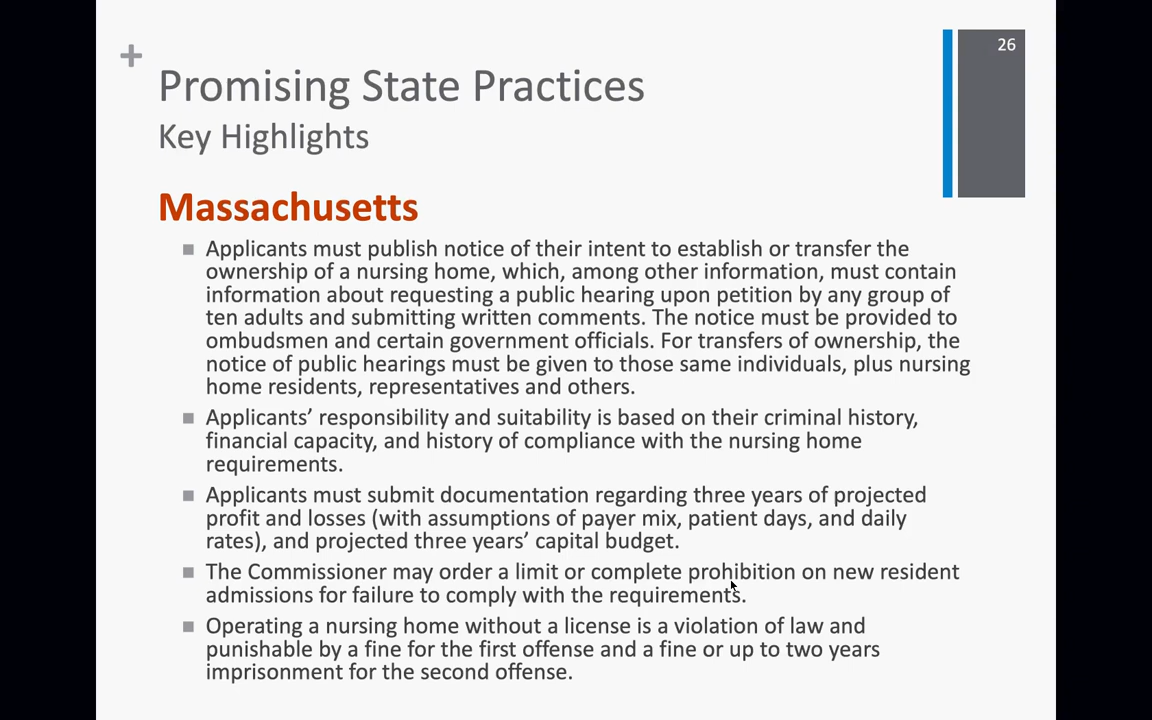 26
+
Promising State Practices
Key Highlights
Massachusetts
■ Applicants must publish notice of their intent to establish or transfer the
ownership of a nursing home, which, among other information, must contain
information about requesting a public hearing upon petition by any group of
ten adults and submitting written comments. The notice must be provided to
ombudsmen and certain government officials. For transfers of ownership, the
notice of public hearings must be given to those same individuals, plus nursing
home residents, representatives and others.
■ Applicants’ responsibility and suitability is based on their criminal history,
financial capacity, and history of compliance with the nursing home
requirements.
■ Applicants must submit documentation regarding three years of projected
profit and losses (with assumptions of payer mix, patient days, and daily
rates), and projected three years’ capital budget.
■ The Commissioner may order a limit or complete prohibition on new resident
admissions for failure to comply with the requirements.
■ Operating a nursing home without a license is a violation of law and
punishable by a fine for the first offense and a fine or up to two years
imprisonment for the second offense.